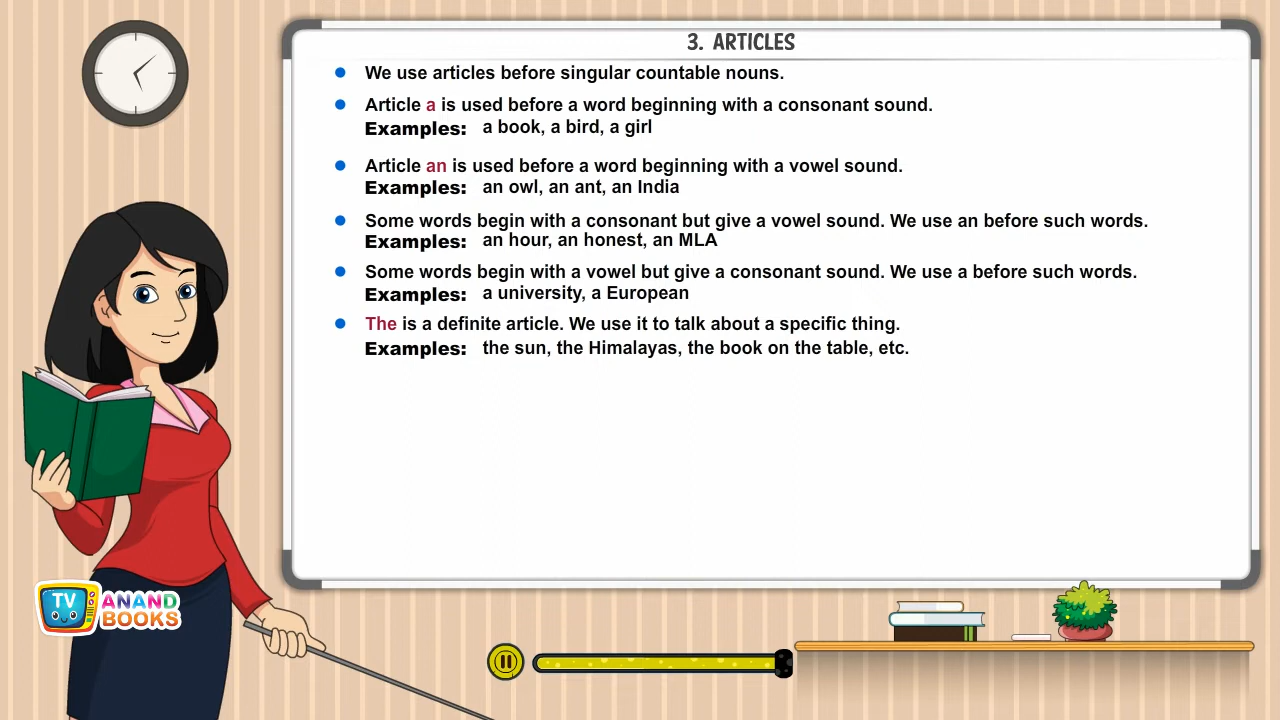 3. ARTICLES
We use articles before singular countable nouns.
Article a is used before a word beginning with a consonant sound.
Examples: a book, a bird, a girl
Article an is used before a word beginning with a vowel sound.
Examples: an owl, an ant, an India
Some words begin with a consonant but give a vowel sound. We use an before such words.
Examples: an hour, an honest, an MLA
Some words begin with a vowel but give a consonant sound. We use a before such words.
Examples: a university, a European
The is a definite article. We use it to talk about a specific thing.
Examples: the sun, the Himalayas, the book on the table, etc.
TV ANAND
BOOKS